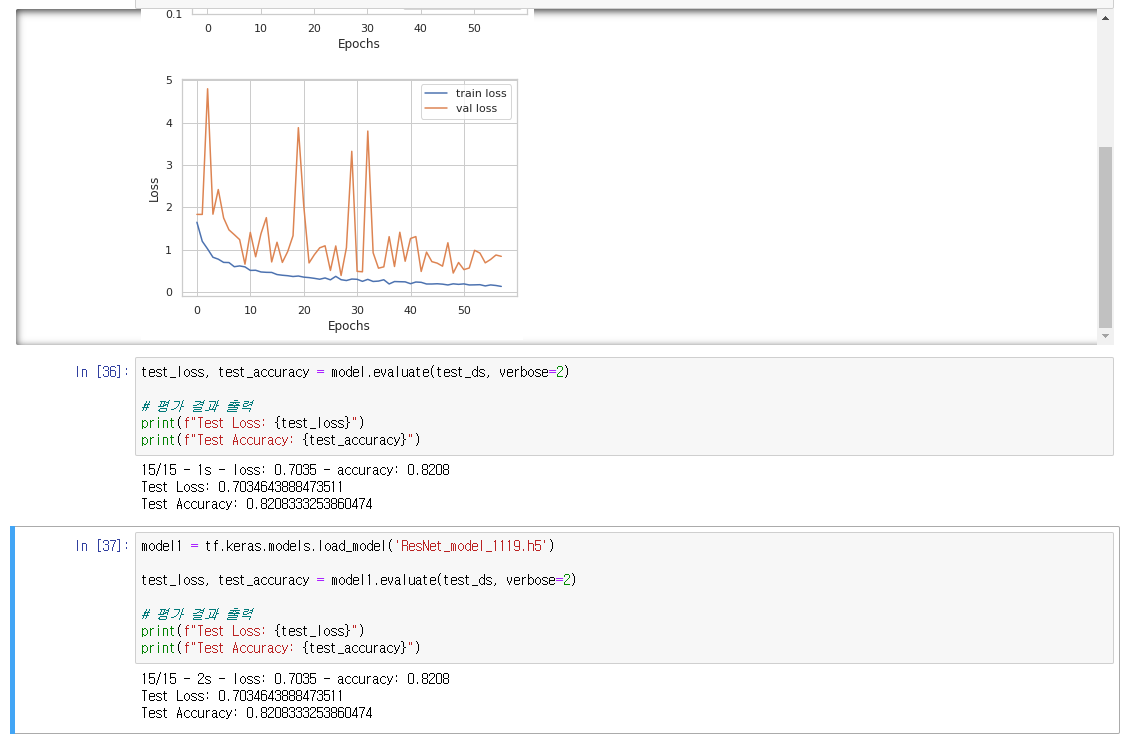 0.1
0 10 20 30 40 50
Epochs
5
train loss
val loss
4
3
Loss
2
1
0
0 10 20 30 40 50
Epochs
In [36]: test_loss, test_accuracy = model.evaluate(test_ds, verbose=2)
# 평가 결과 출력
print(f"Test Loss: {test_loss}")
print(f"Test Accuracy: {test_accuracy}")
15/15 - 1s - loss: 0.7035 - accuracy: 0.8208
Test Loss: 0.7034643888473511
Test Accuracy: 0.8208333253860474
In [37]: model1 = tf.keras.models.load_model('ResNet_model_1119.h5')
test_loss, test_accuracy = model1.evaluate(test_ds, verbose=2)
# 평가 결과 출력
print(f"Test Loss: {test_loss}")
print(f"Test Accuracy: {test_accuracy}")
15/15 - 2s - loss: 0.7035 - accuracy: 0.8208
Test Loss: 0.7034643888473511
Test Accuracy: 0.8208333253860474